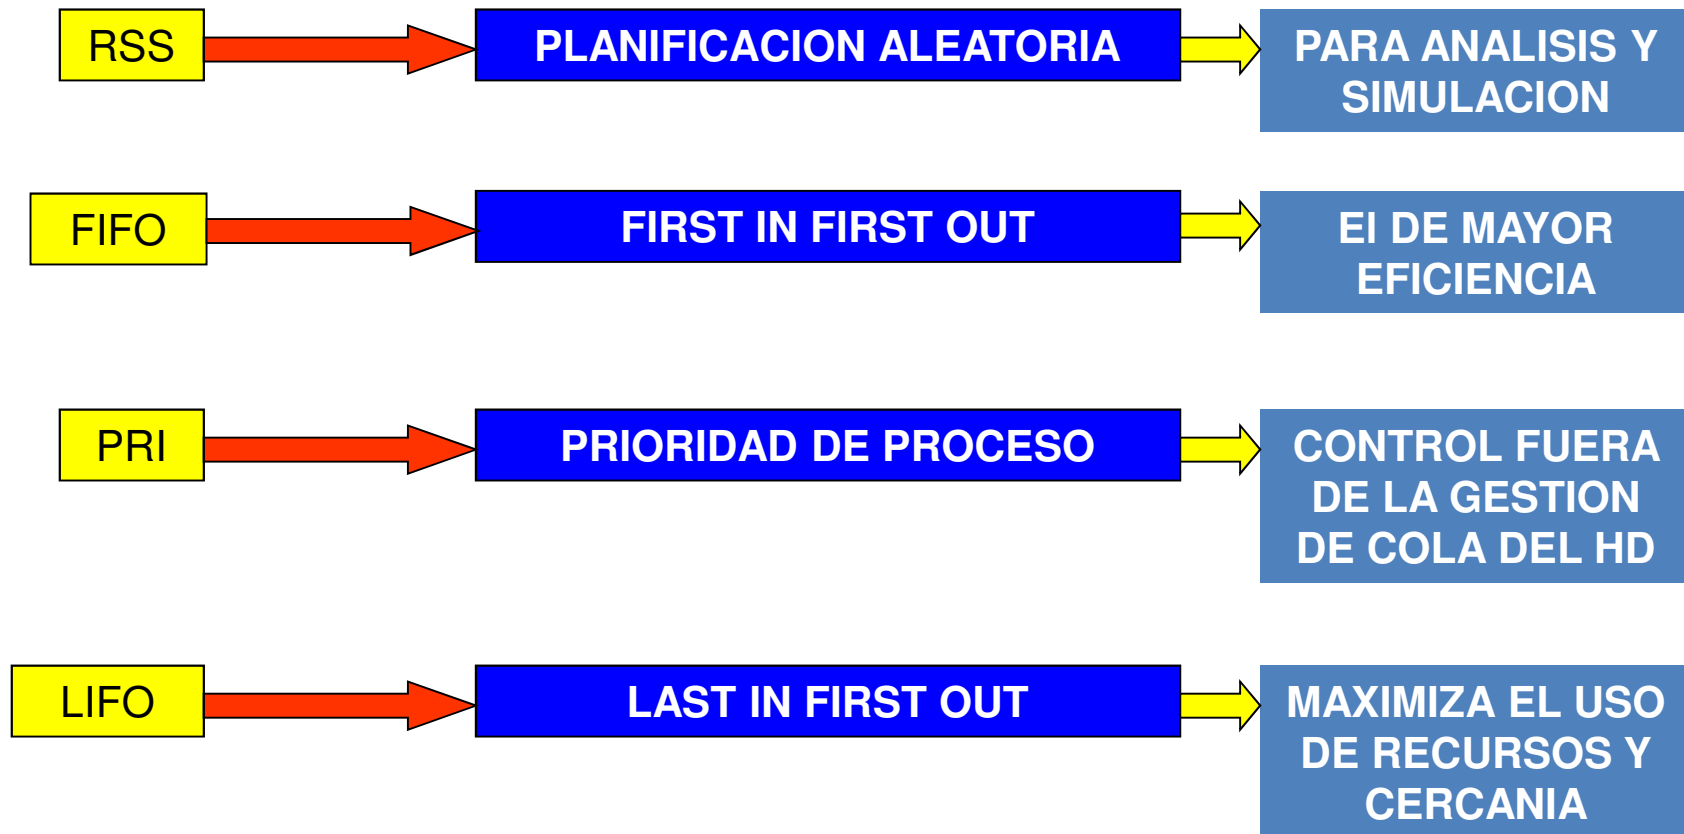 RSS
PLANIFICACION ALEATORIA
PARA ANALISIS Y
SIMULACION
FIFO
FIRST IN FIRST OUT
El DE MAYOR
EFICIENCIA
PRI
PRIORIDAD DE PROCESO
CONTROL FUERA
DE LA GESTION
DE COLA DEL HD
LIFO
LAST IN FIRST OUT
MAXIMIZA EL USO
DE RECURSOS Y
CERCANIA